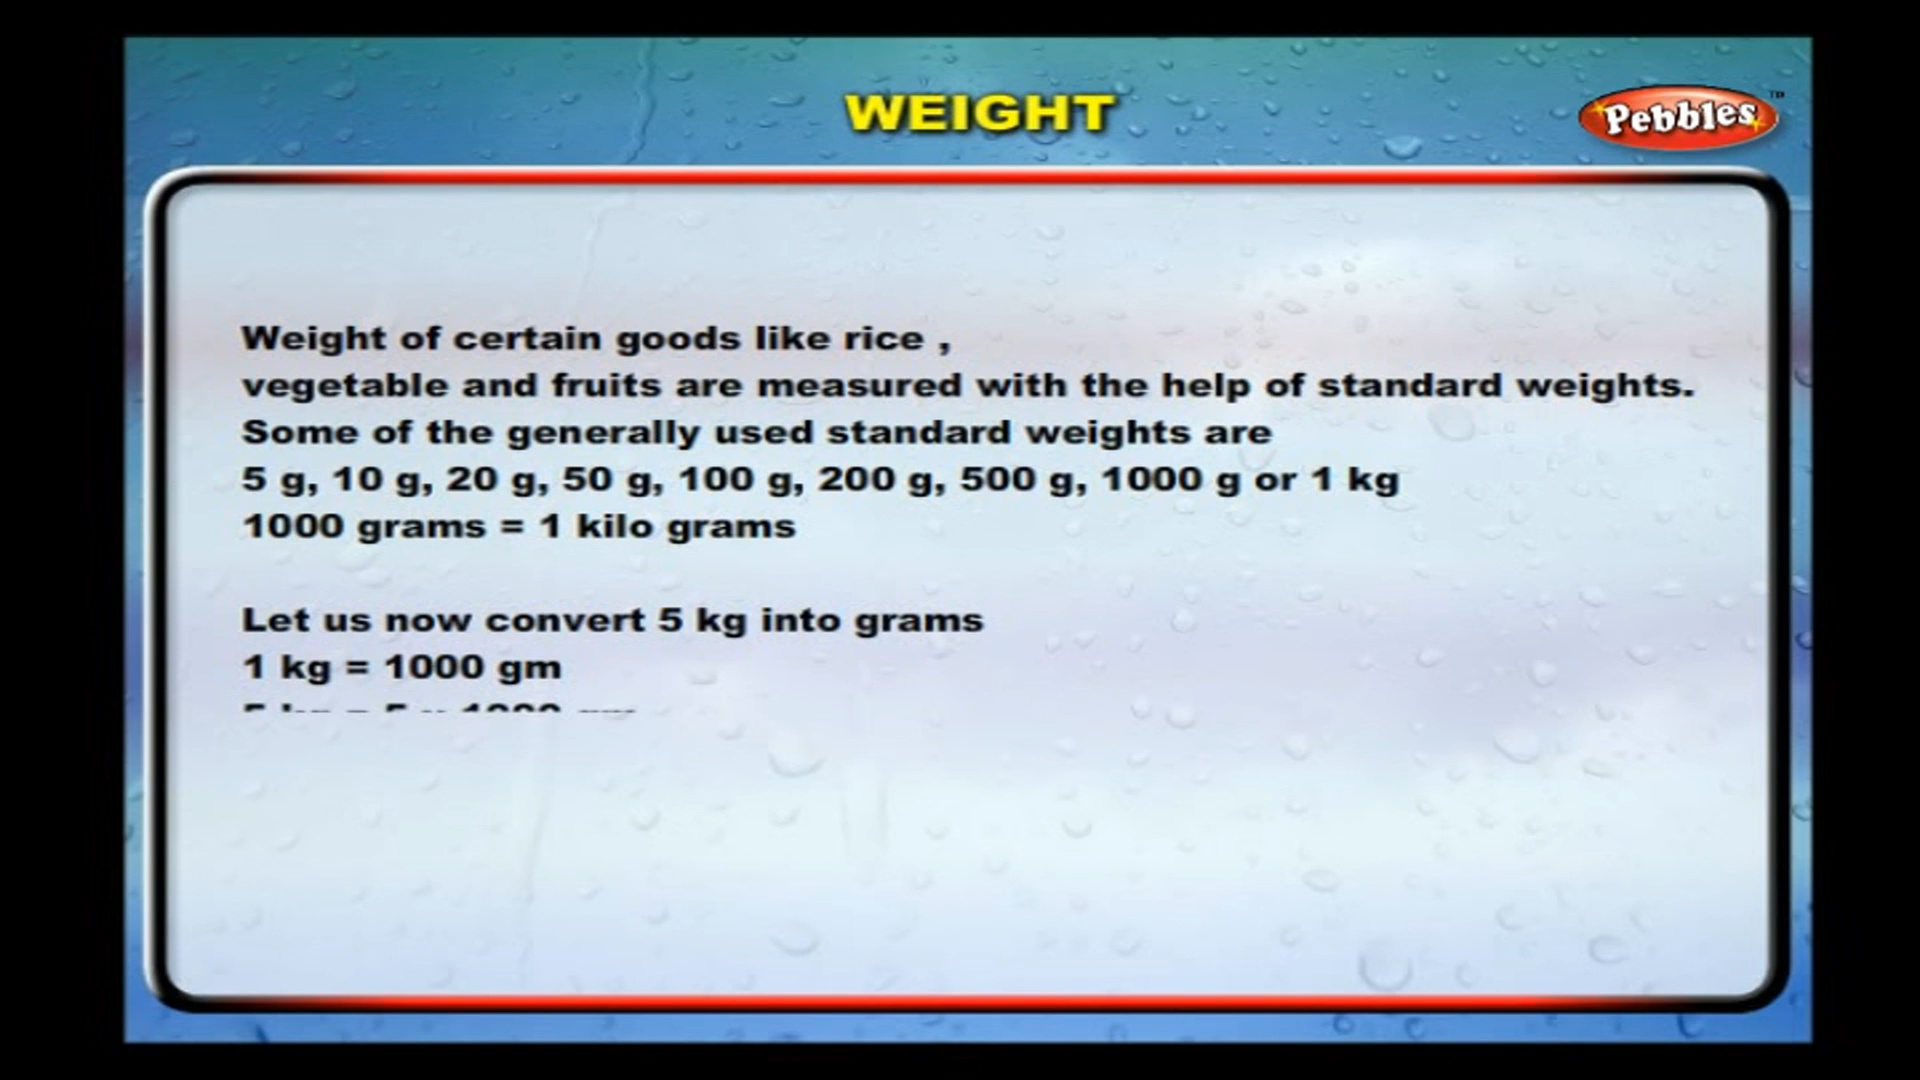 WEIGHT
Pebbles
Weight of certain goods like rice ,
vegetable and fruits are measured with the help of standard weights.
Some of the generally used standard weights are
5 g, 10 g, 20 g, 50 g, 100 g, 200 g, 500 g, 1000 g or 1 kg
1000 grams = 1 kilo grams
Let us now convert 5 kg into grams
1 kg = 1000 gm